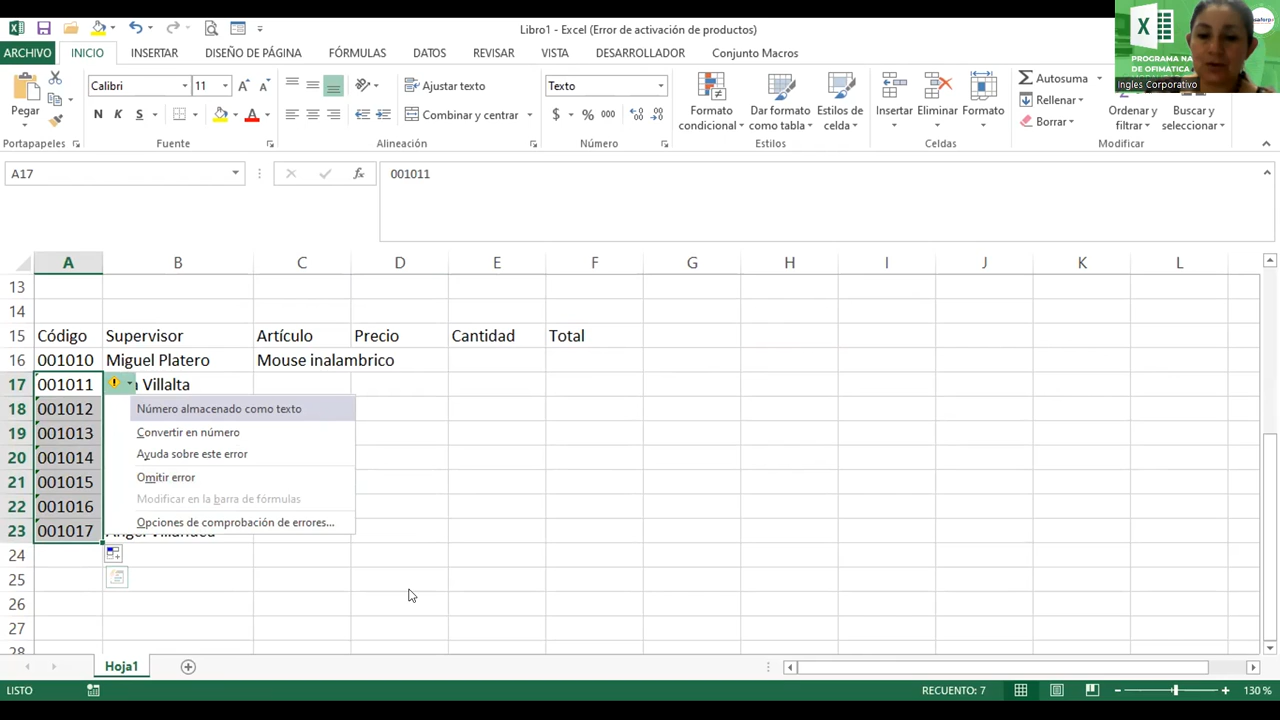 Libro1 - Excel (Error de activación de productos)
ARCHIVO INICIO INSERTAR DISEÑO DE PÁGINA FÓRMULAS DATOS REVISAR VISTA DESARROLLADOR Conjunto Macros
PROGRAMA NA
DE OFIMÁTICA
Ingles Corporativo
Pegar
Calibri 11
N K S
Ajustar texto
Combinar y centrar
Texto
$ % 000
Formato condicional
Dar formato como tabla
Estilos de celda
Insertar
Eliminar
Formato
Autosuma
Rellenar
Borrar
Ordenar y filtrar
Buscar y seleccionar
Portapapeles Fuente Alineación Número Estilos Celdas Modificar
A17 fx 001011
A B C D E F G H I J K L
13
14
15 Código Supervisor Artículo Precio Cantidad Total
16 001010 Miguel Platero Mouse inalambrico
17 001011 Villalta
18 001012 Número almacenado como texto
19 001013 Convertir en número
20 001014 Ayuda sobre este error
21 001015 Omitir error
22 001016 Modificar en la barra de fórmulas
23 001017 Opciones de comprobación de errores...
24
25
26
27
28
Hoja1
LISTO RECUENTO: 7 130 %